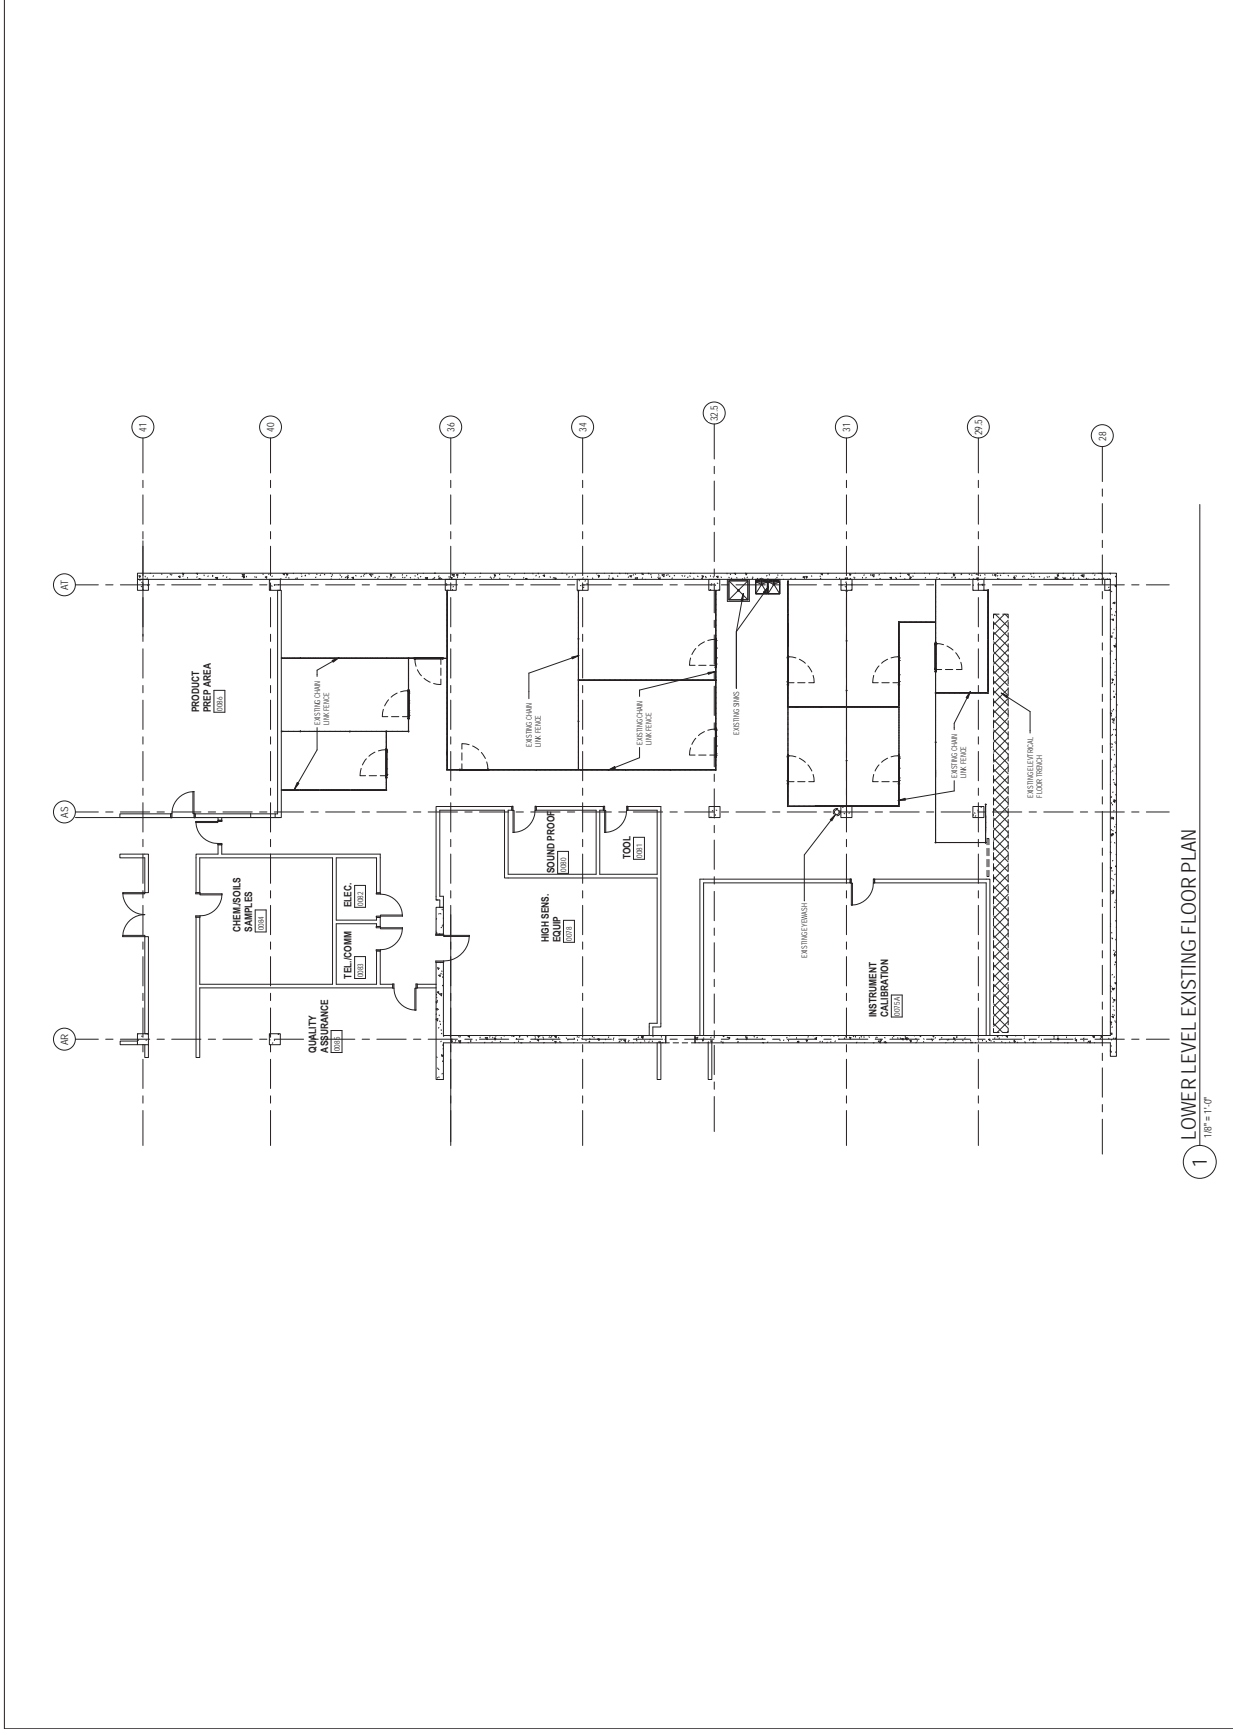 AR
AS
AT
41
40
36
34
32.5
31
29.5
28
PRODUCT
PREP AREA
0086
EXISTING CHAIN
LINK FENCE
CHEM./SOILS
SAMPLES
0084
ELEC.
0082
TEL./COMM
0083
QUALITY
ASSURANCE
EXISTING CHAIN
LINK FENCE
EXISTING CHAIN
LINK FENCE
SOUND PROOF
0080
TOOL
0081
HIGH SENS.
EQUIP
0078
EXISTING SINKS
EXISTING EYEWASH
INSTRUMENT
CALIBRATION
0075A
EXISTING CHAIN
LINK FENCE
EXISTING ELEVTRICAL
FLOOR TRENCH
1
LOWER LEVEL EXISTING FLOOR PLAN
1/8" = 1'-0"